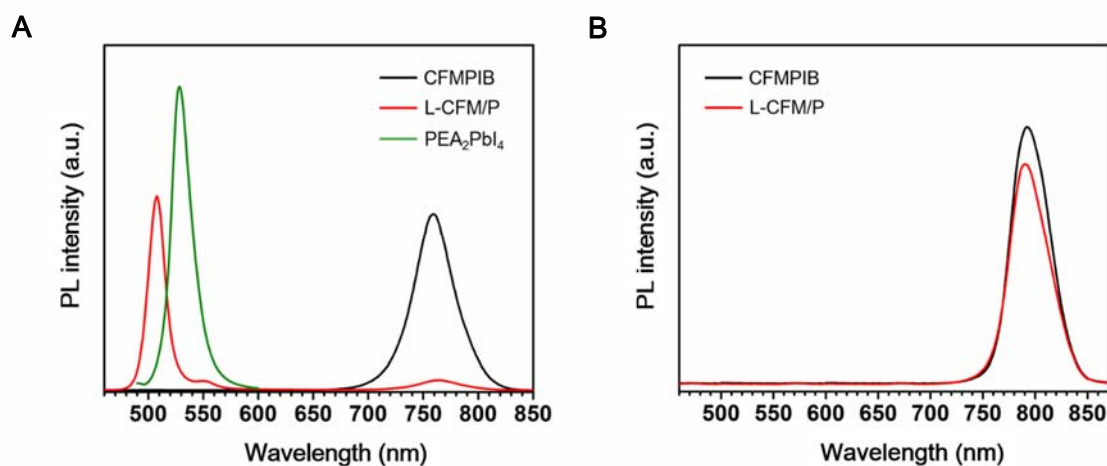 A
PL intensity (a.u.)
CFMPIB
L-CFM/P
PEA₂PbI₄
500 550 600 650 700 750 800 850
Wavelength (nm)
B
PL intensity (a.u.)
CFMPIB
L-CFM/P
500 550 600 650 700 750 800 850
Wavelength (nm)